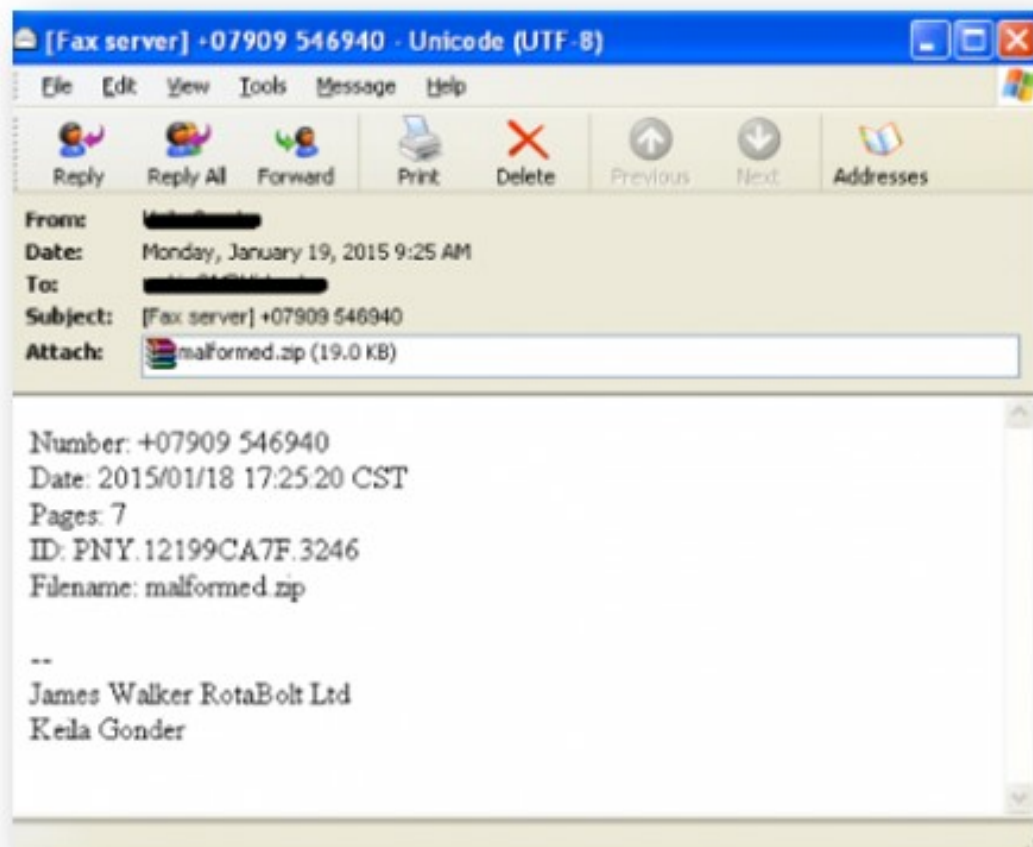 [Fax server] +07909 546940 - Unicode (UTF-8)
File Edit View Tools Message Help
Reply Reply All Forward Print Delete Previous Next Addresses
From:
Date: Monday, January 19, 2015 9:25 AM
To:
Subject: [Fax server] +07909 546940
Attach: malformed.zip (19.0 KB)
Number: +07909 546940
Date: 2015/01/18 17:25:20 CST
Pages: 7
ID: PNY.12199CA7F.3246
Filename: malformed.zip
--
James Walker RotaBolt Ltd
Keila Gonder